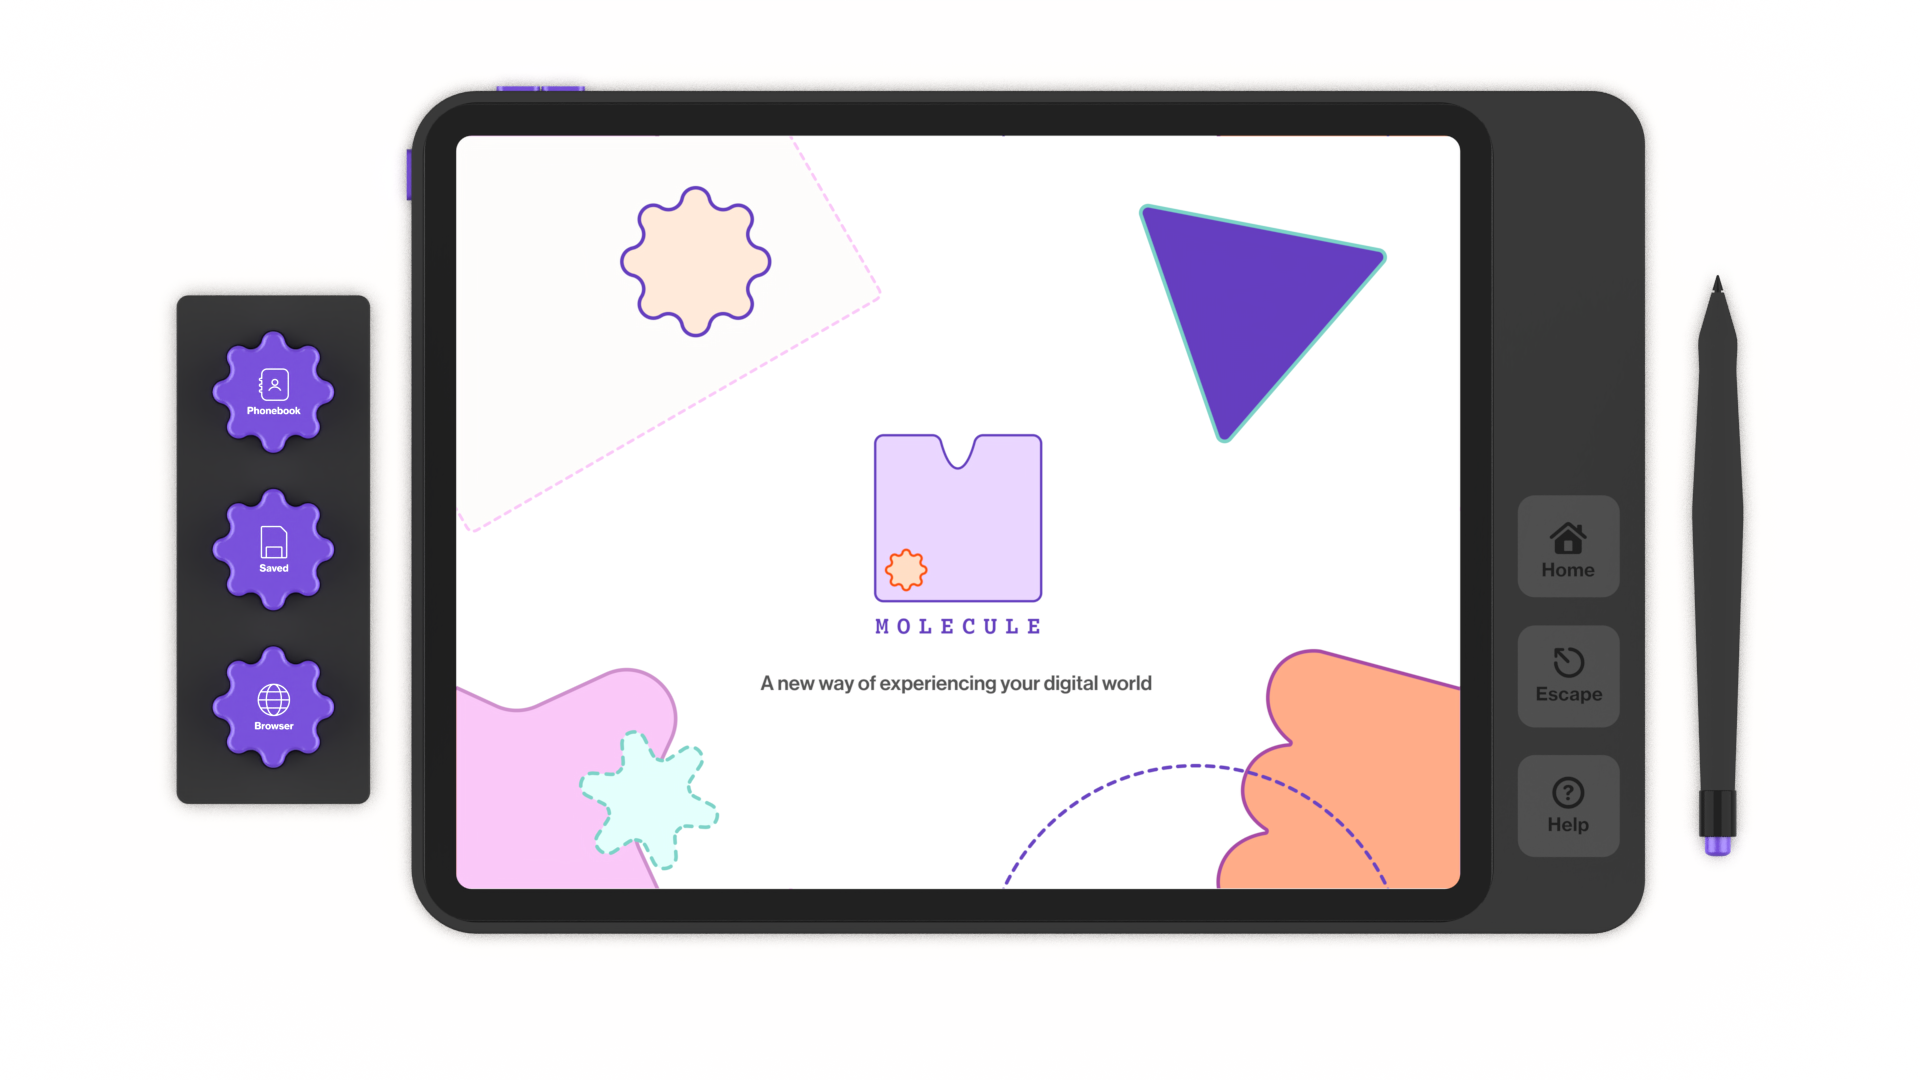 Phonebook
Saved
Browser
MOLECULE
A new way of experiencing your digital world
Home
Escape
Help